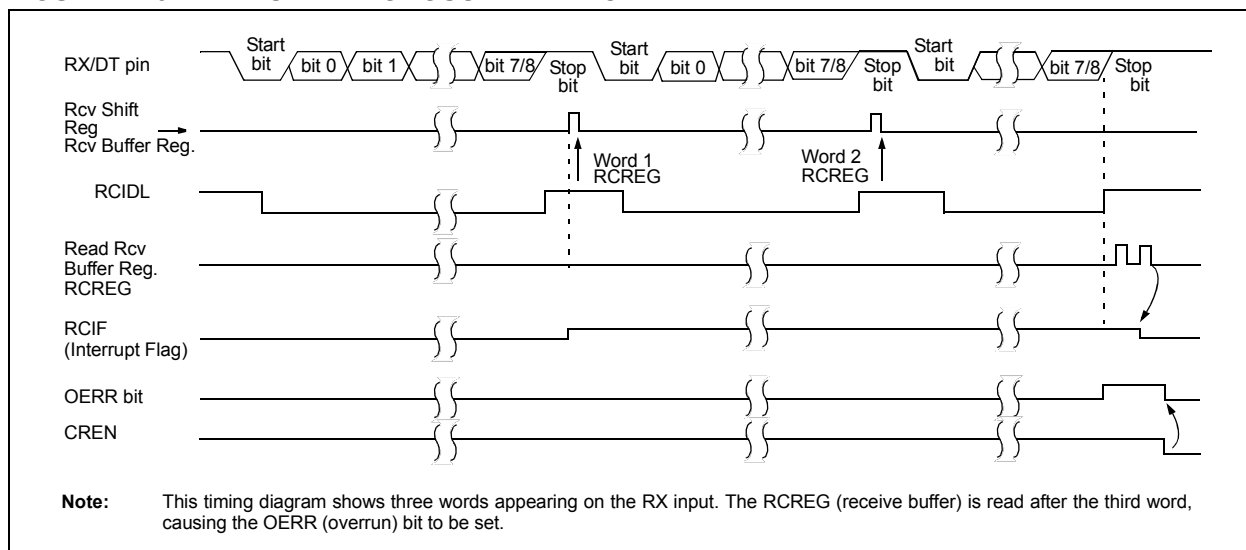 Start bit bit 0 bit 1 bit 7/8 Stop bit Start bit bit 0 bit 7/8 Stop bit Start bit bit 7/8 Stop bit
RX/DT pin
Rcv Shift
Reg
Rcv Buffer Reg.
Word 1
RCREG
Word 2
RCREG
RCIDL
Read Rcv
Buffer Reg.
RCREG
RCIF
(Interrupt Flag)
OERR bit
CREN
Note: This timing diagram shows three words appearing on the RX input. The RCREG (receive buffer) is read after the third word,
causing the OERR (overrun) bit to be set.